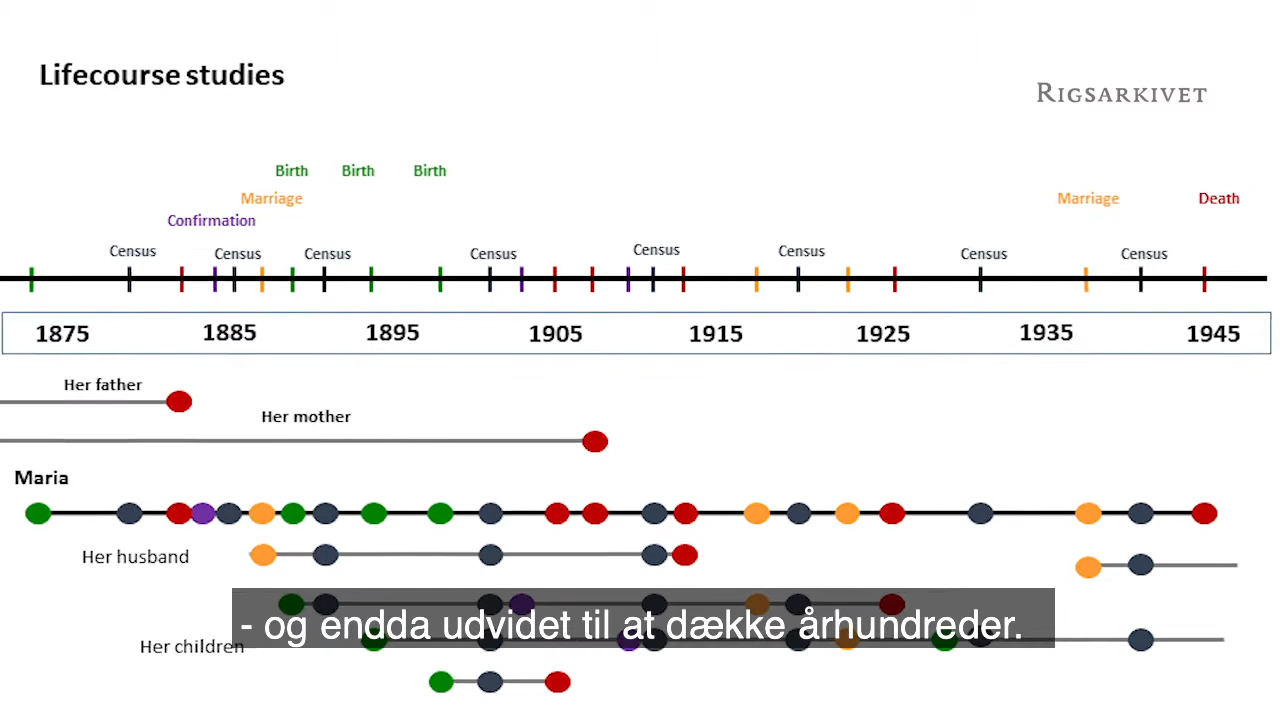 Lifecourse studies
RIGSARKIVET
Birth Birth Birth
Marriage Marriage Death
Confirmation
Census Census Census Census Census Census Census Census
1875 1885 1895 1905 1915 1925 1935 1945
Her father
Her mother
Maria
Her husband
- og endda udvidet til at dække århundreder.
Her children